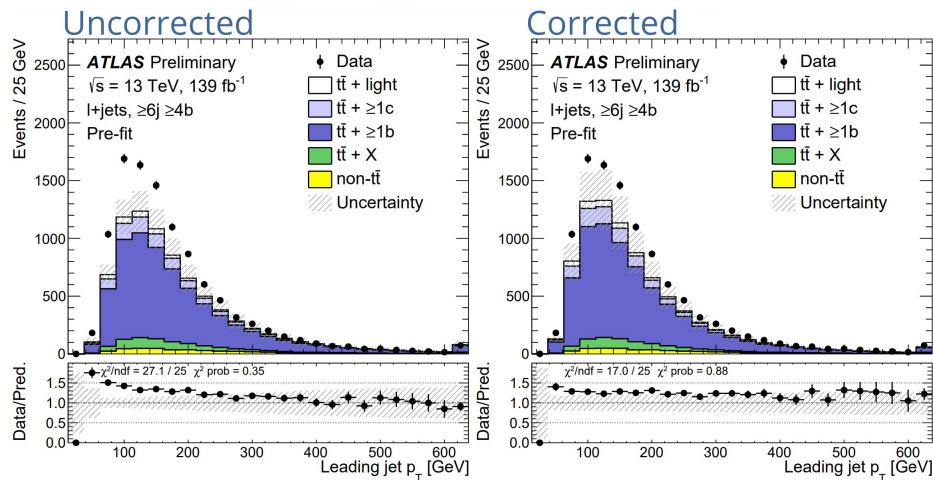 Uncorrected
Events / 25 GeV
2500
2000
1500
1000
500
0
ATLAS Preliminary
√s = 13 TeV, 139 fb⁻¹
l+jets, ≥6j ≥4b
Pre-fit
Data
tt̄ + light
tt̄ + ≥1c
tt̄ + ≥1b
tt̄ + X
non-tt̄
Uncertainty
Data/Pred.
1.5
1.0
0.5
0.0
χ²/ndf = 27.1 / 25 χ² prob = 0.35
100 200 300 400 500 600
Leading jet p_T [GeV]
Corrected
Events / 25 GeV
2500
2000
1500
1000
500
0
ATLAS Preliminary
√s = 13 TeV, 139 fb⁻¹
l+jets, ≥6j ≥4b
Pre-fit
Data
tt̄ + light
tt̄ + ≥1c
tt̄ + ≥1b
tt̄ + X
non-tt̄
Uncertainty
Data/Pred.
1.5
1.0
0.5
0.0
χ²/ndf = 17.0 / 25 χ² prob = 0.88
100 200 300 400 500 600
Leading jet p_T [GeV]